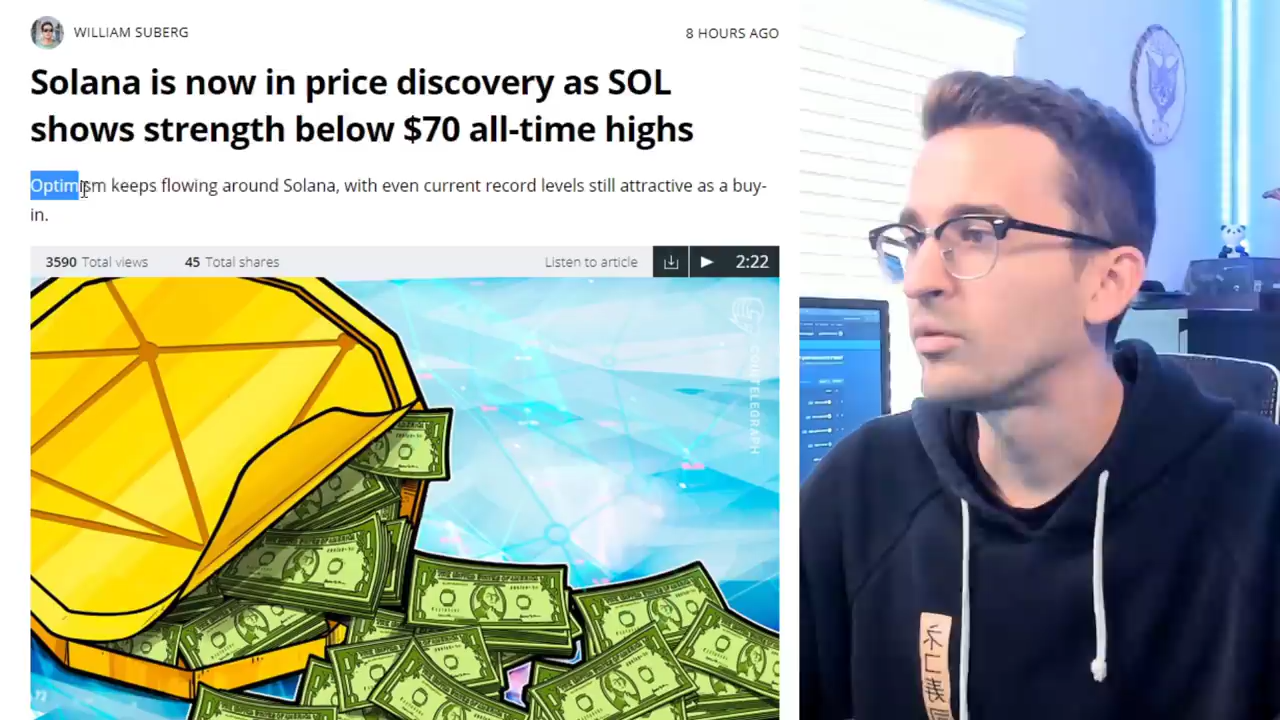 WILLIAM SUBERG
8 HOURS AGO
Solana is now in price discovery as SOL
shows strength below $70 all-time highs
Optimism keeps flowing around Solana, with even current record levels still attractive as a buy-
in.
3590 Total views
45 Total shares
Listen to article
2:22
COINTELEGRAPH